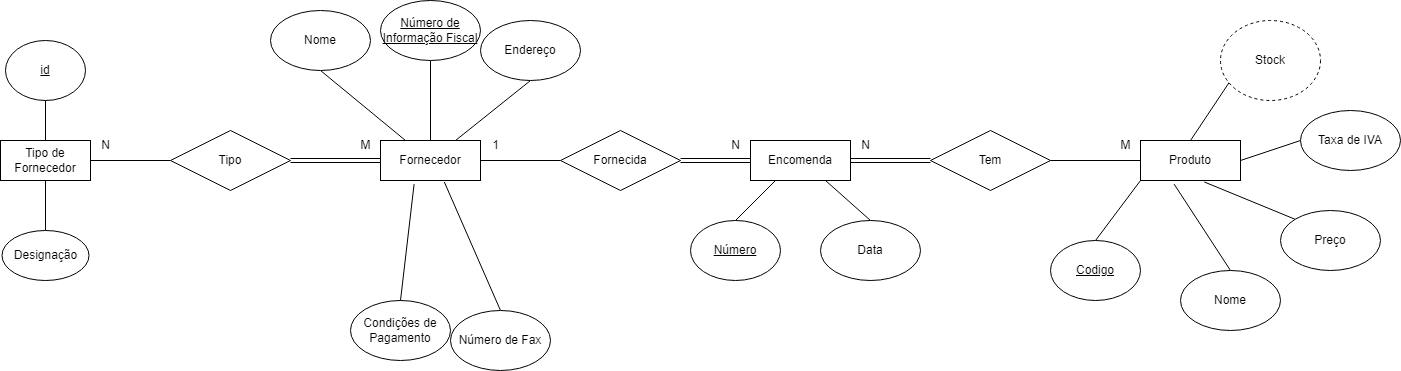 Número de
Informação Fiscal
Nome
Endereço
Stock
id
Taxa de IVA
N
M
1
N
N
M
Tipo de
Fornecedor
Tipo
Fornecedor
Fornecida
Encomenda
Tem
Produto
Designação
Número
Data
Preço
Codigo
Nome
Condições de
Pagamento
Número de Fax